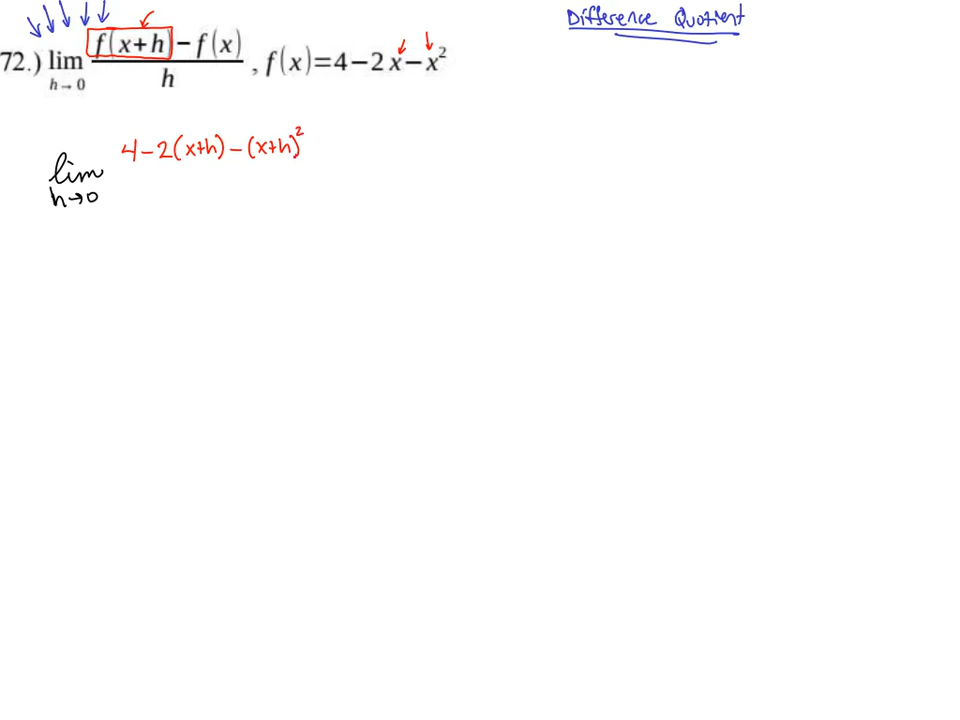 Difference Quotient
72.) lim h→0 f(x+h)−f(x) / h , f(x)=4−2x−x²
lim h→0 4−2(x+h)−(x+h)²